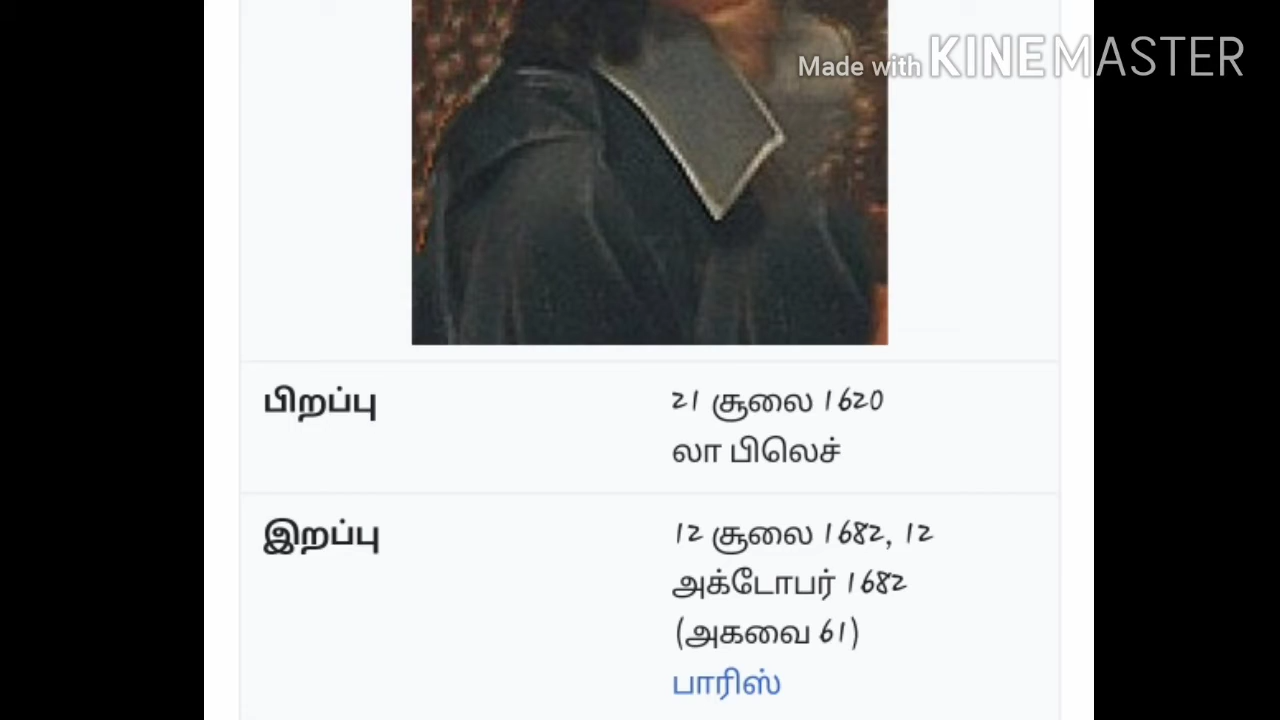 Made with KINEMASTER
பிறப்பு
21 சூலை 1620
லா பிலெச்
இறப்பு
12 சூலை 1682, 12
அக்டோபர் 1682
(அகவை 61)
பாரிஸ்